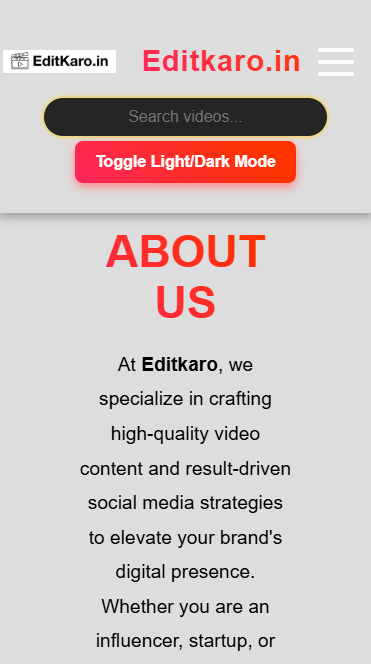 EditKaro.in
Editkaro.in
Search videos...
Toggle Light/Dark Mode
ABOUT
US
At Editkaro, we
specialize in crafting
high-quality video
content and result-driven
social media strategies
to elevate your brand's
digital presence.
Whether you are an
influencer, startup, or